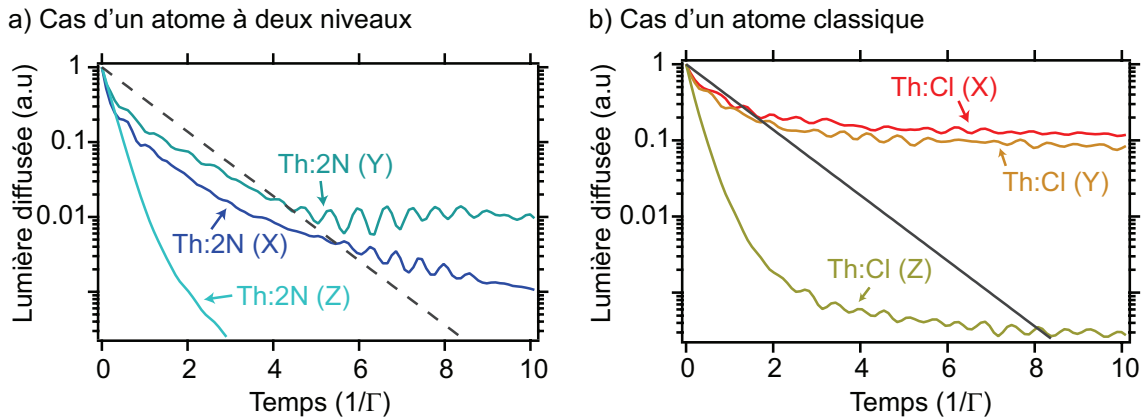 a) Cas d'un atome à deux niveaux
Lumière diffusée (a.u)
1
0.1
0.01
Th:2N (Y)
Th:2N (X)
Th:2N (Z)
0 2 4 6 8 10
Temps (1/Γ)
b) Cas d'un atome classique
Lumière diffusée (a.u)
1
0.1
0.01
Th:Cl (X)
Th:Cl (Y)
Th:Cl (Z)
0 2 4 6 8 10
Temps (1/Γ)